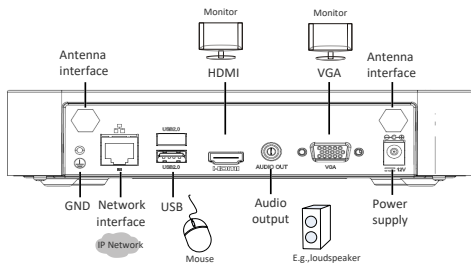 Monitor
Monitor
Antenna
interface
HDMI
VGA
Antenna
interface
USB2.0
USB2.0
HDMI
AUDIO OUT
VGA
12V
GND
Network
interface
USB
Audio
output
Power
supply
IP Network
Mouse
E.g.,loudspeaker